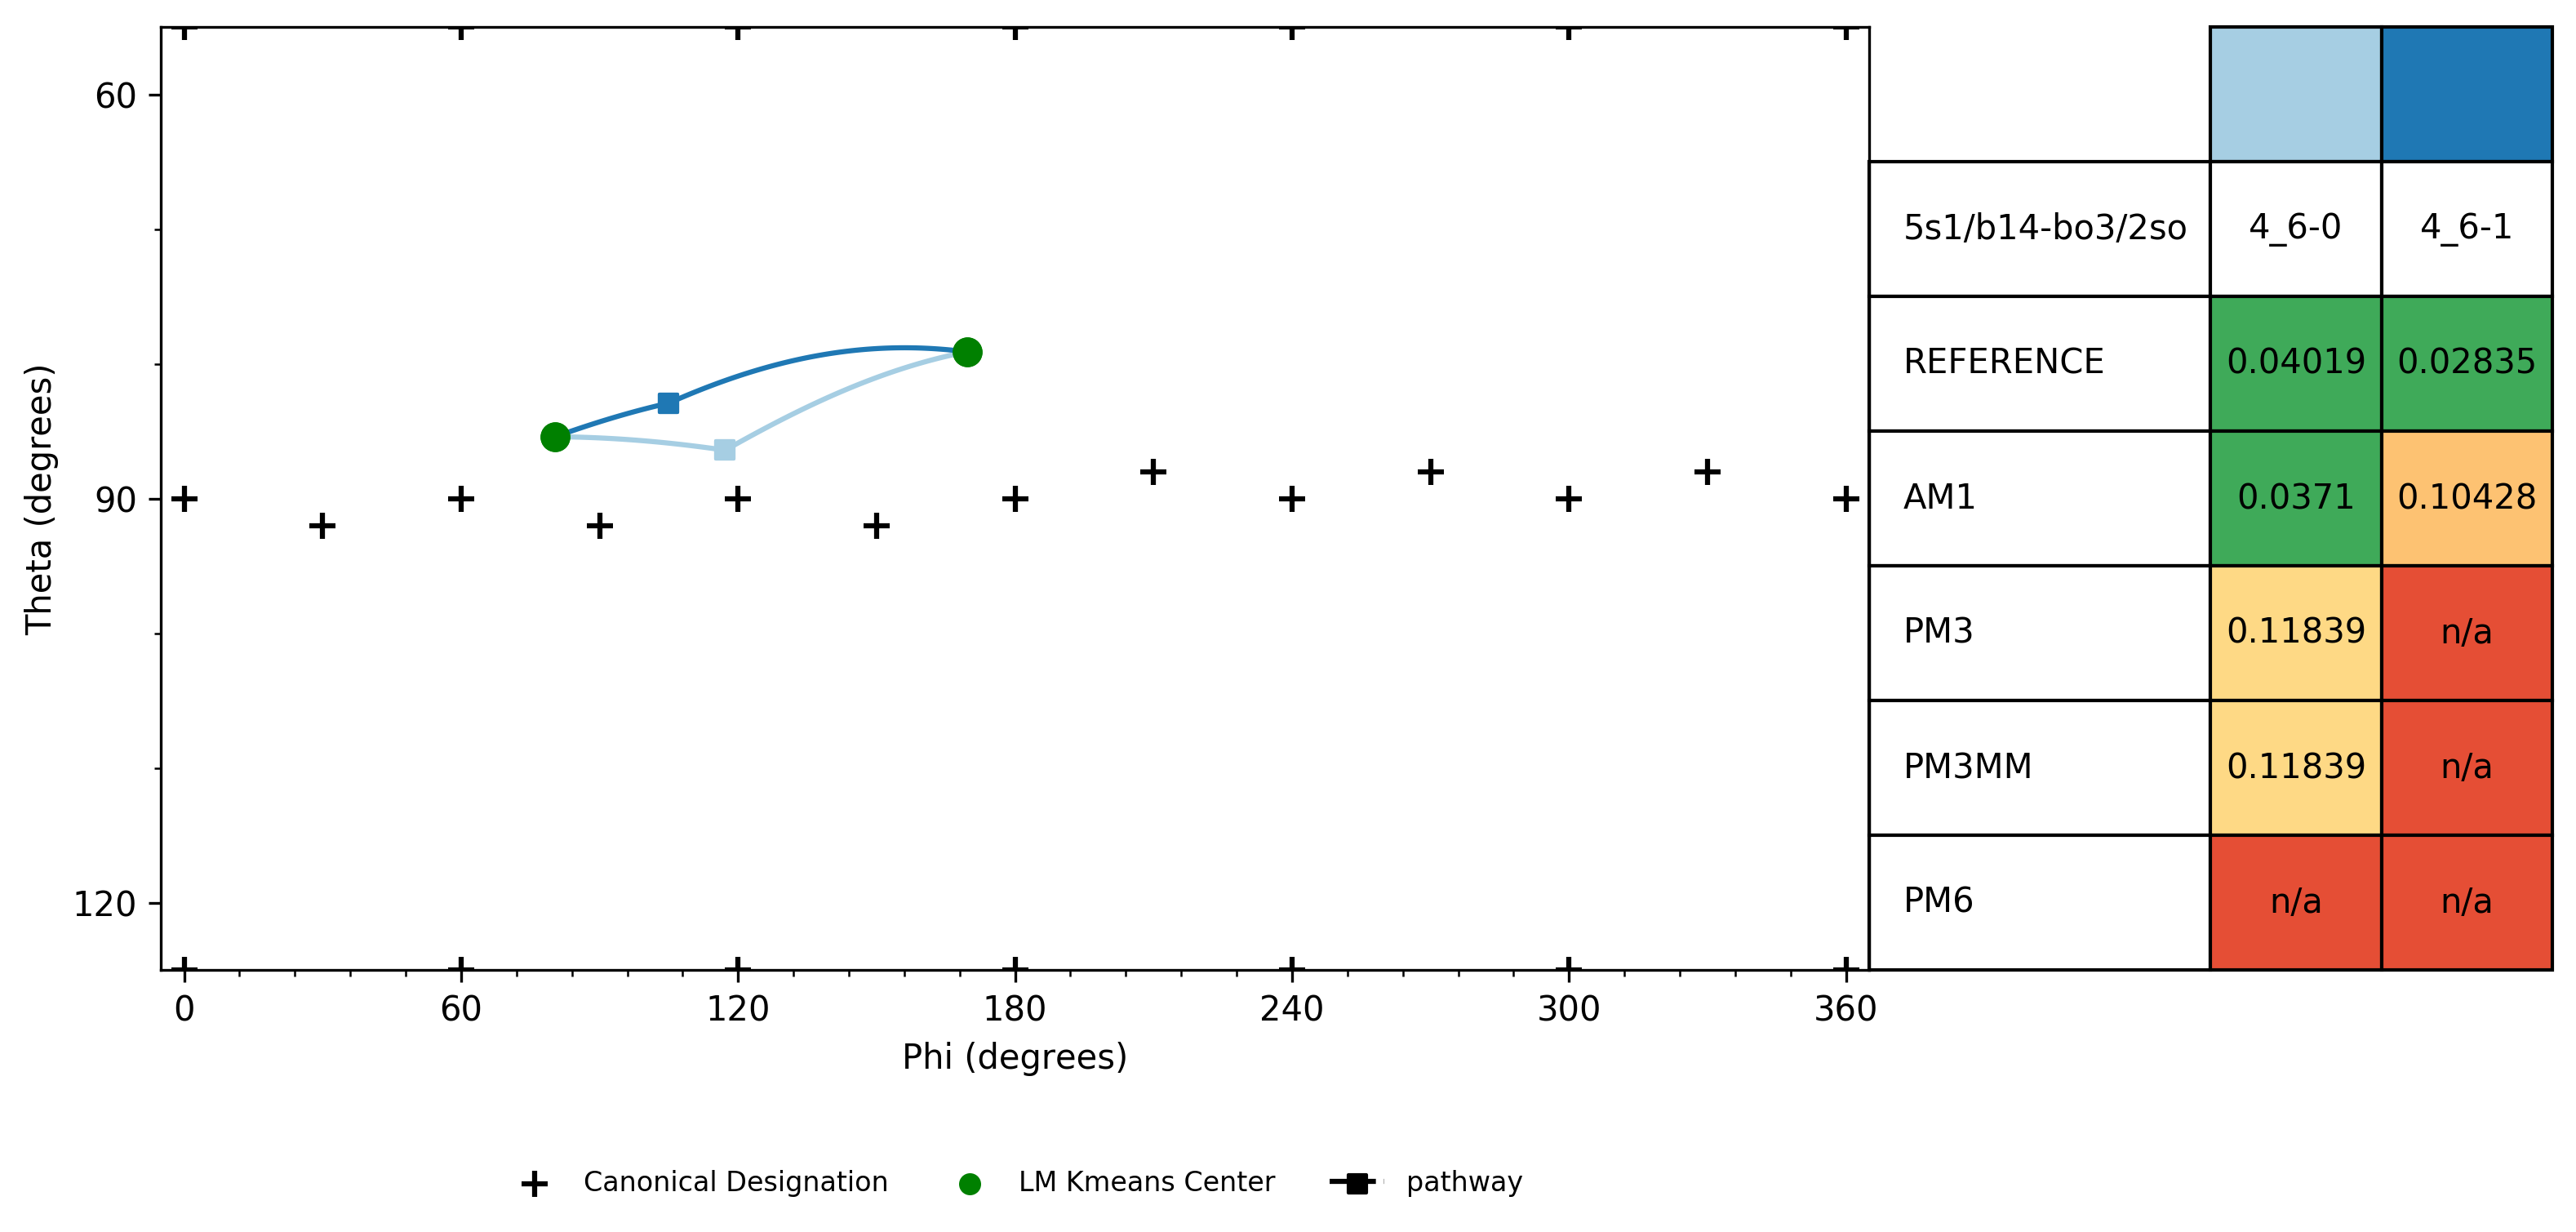 60
90
120
Theta (degrees)
0 60 120 180 240 300 360
Phi (degrees)
5s1/b14-bo3/2so 4_6-0 4_6-1
REFERENCE 0.04019 0.02835
AM1 0.0371 0.10428
PM3 0.11839 n/a
PM3MM 0.11839 n/a
PM6 n/a n/a
Canonical Designation LM Kmeans Center pathway